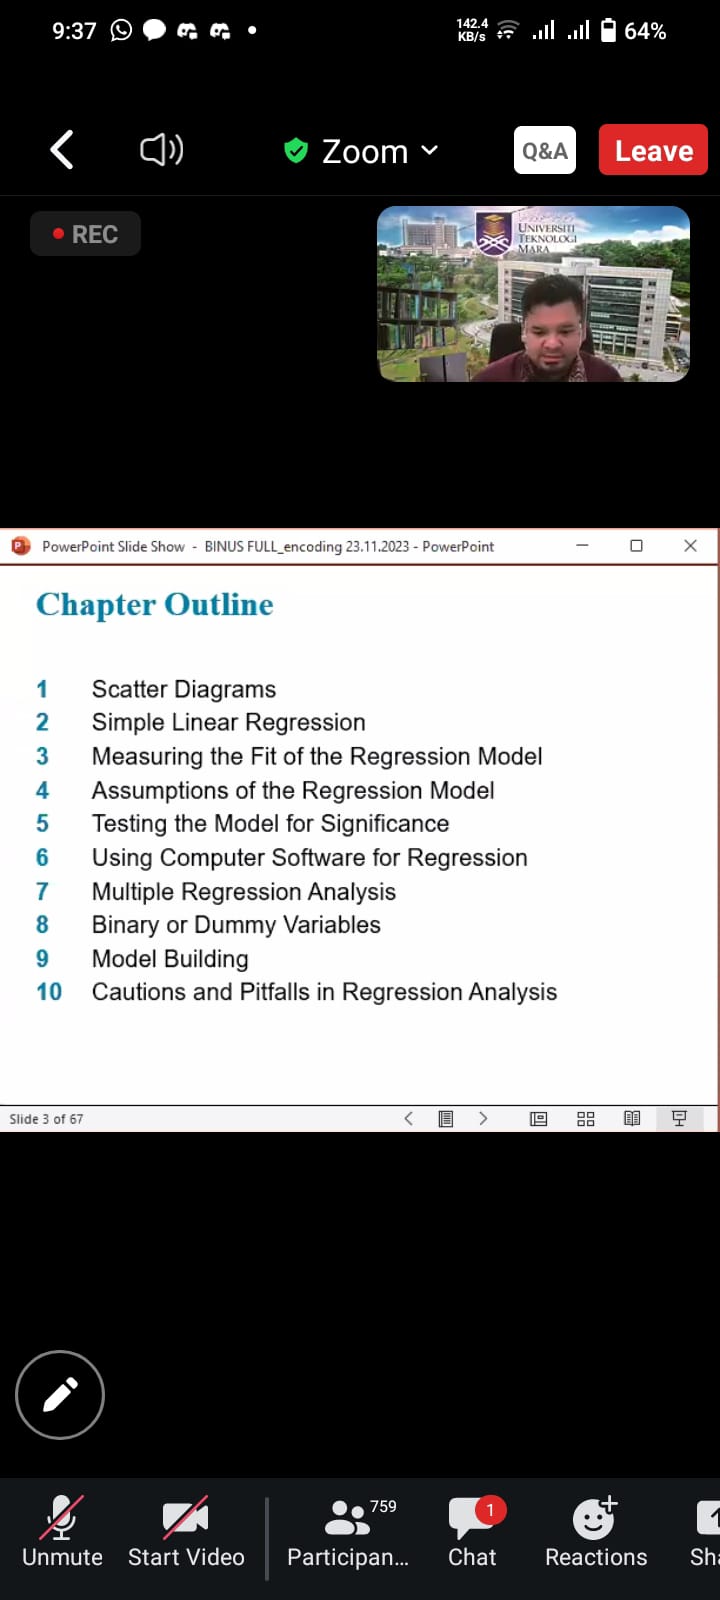 9:37
142.4
KB/s
64%
Zoom
Q&A
Leave
REC
UNIVERSITI
TEKNOLOGI
MARA
P
PowerPoint Slide Show - BINUS FULL_encoding 23.11.2023 - PowerPoint
Chapter Outline
1 Scatter Diagrams
2 Simple Linear Regression
3 Measuring the Fit of the Regression Model
4 Assumptions of the Regression Model
5 Testing the Model for Significance
6 Using Computer Software for Regression
7 Multiple Regression Analysis
8 Binary or Dummy Variables
9 Model Building
10 Cautions and Pitfalls in Regression Analysis
Slide 3 of 67
759
1
Unmute
Start Video
Participan...
Chat
Reactions
Sha